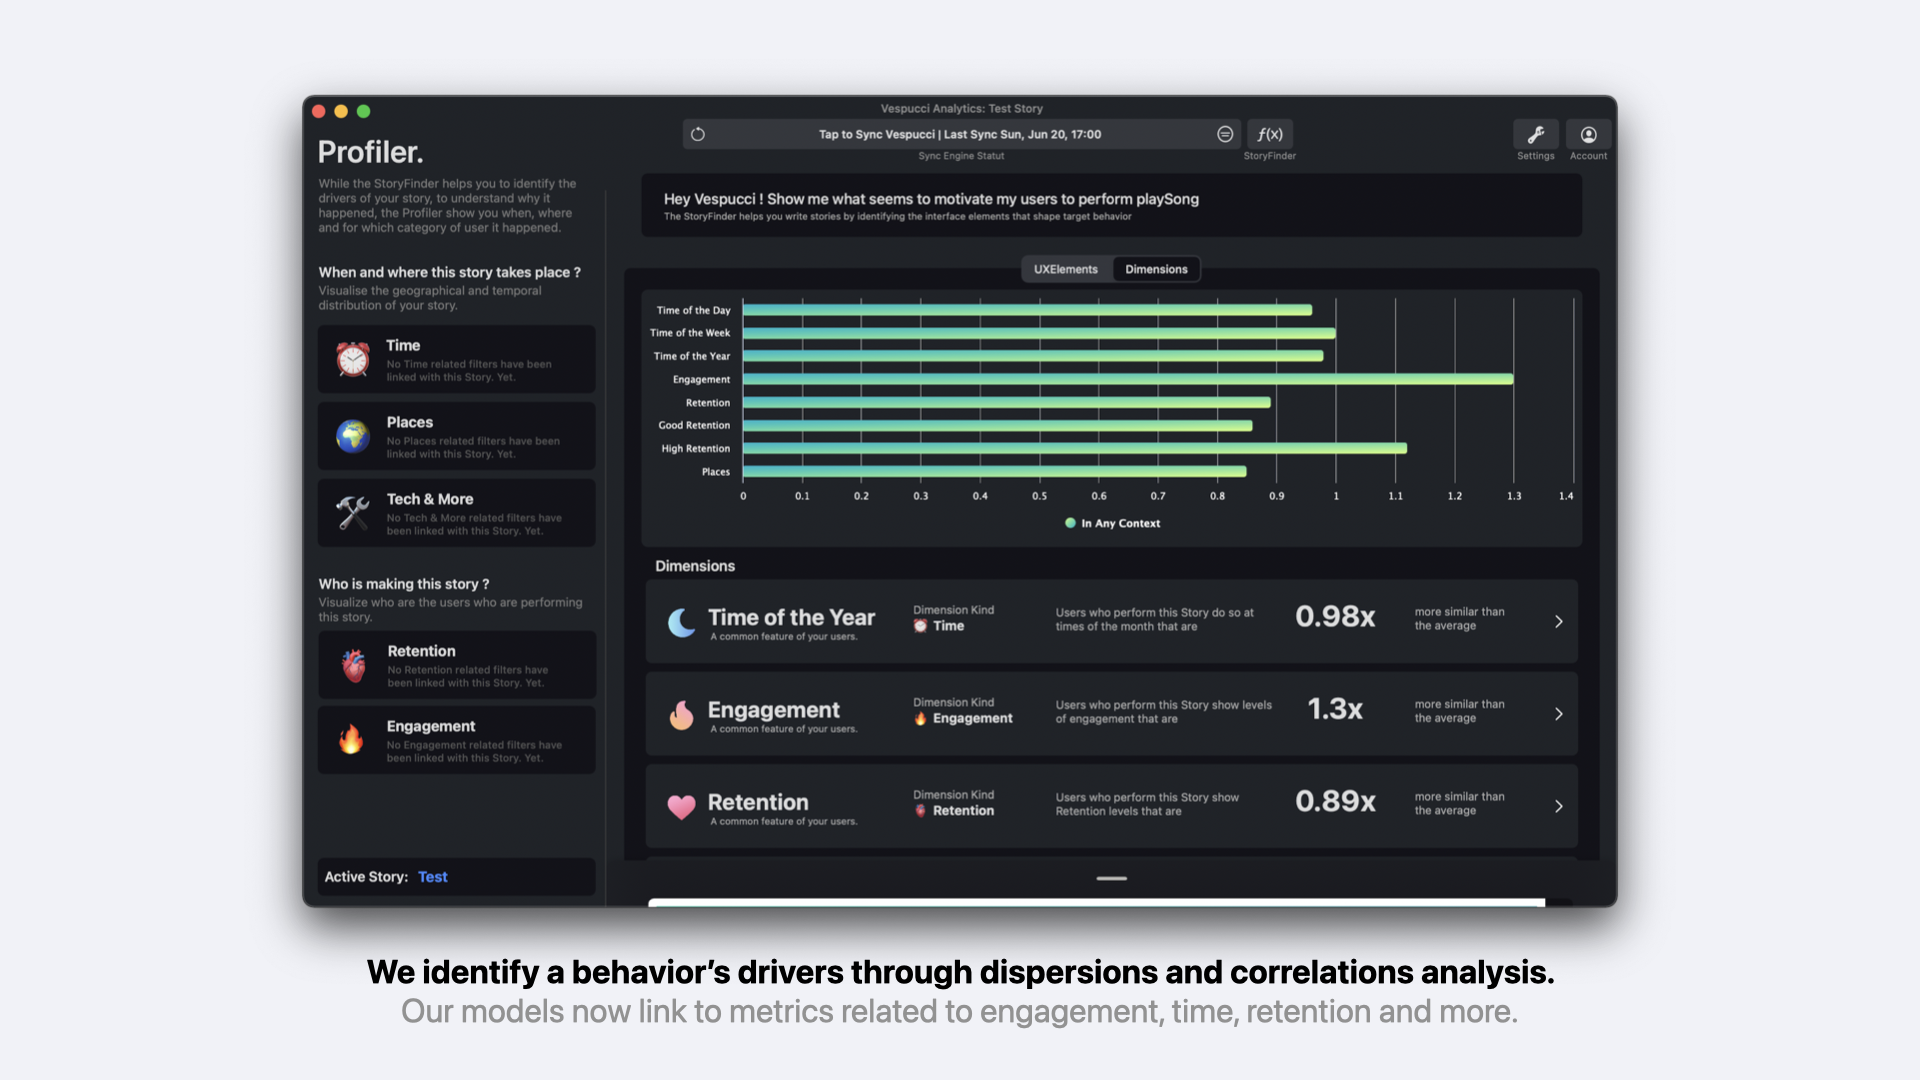 Vespucci Analytics: Test Story
Tap to Sync Vespucci | Last Sync Sun, Jun 20, 17:00
Sync Engine Statut
f(x)
StoryFinder
Settings
Account
Profiler.
While the StoryFinder helps you to identify the
drivers of your story, to understand why it
happened, the Profiler show you when, where
and for which category of user it happened.
When and where this story takes place ?
Visualise the geographical and temporal
distribution of your story.
Time
No Time related filters have been
linked with this Story. Yet.
Places
No Places related filters have been
linked with this Story. Yet.
Tech & More
No Tech & More related filters have
been linked with this Story. Yet.
Who is making this story ?
Visualize who are the users who are performing
this story.
Retention
No Retention related filters have
been linked with this Story. Yet.
Engagement
No Engagement related filters have
been linked with this Story. Yet.
Active Story: Test
Hey Vespucci ! Show me what seems to motivate my users to perform playSong
The StoryFinder helps you write stories by identifying the interface elements that shape target behavior
UXElements
Dimensions
Time of the Day
Time of the Week
Time of the Year
Engagement
Retention
Good Retention
High Retention
Places
0 0.1 0.2 0.3 0.4 0.5 0.6 0.7 0.8 0.9 1 1.1 1.2 1.3 1.4
In Any Context
Dimensions
Time of the Year
A common feature of your users.
Dimension Kind
Time
Users who perform this Story do so at
times of the month that are
0.98x
more similar than
the average
Engagement
A common feature of your users.
Dimension Kind
Engagement
Users who perform this Story show levels
of engagement that are
1.3x
more similar than
the average
Retention
A common feature of your users.
Dimension Kind
Retention
Users who perform this Story show
Retention levels that are
0.89x
more similar than
the average
We identify a behavior’s drivers through dispersions and correlations analysis.
Our models now link to metrics related to engagement, time, retention and more.